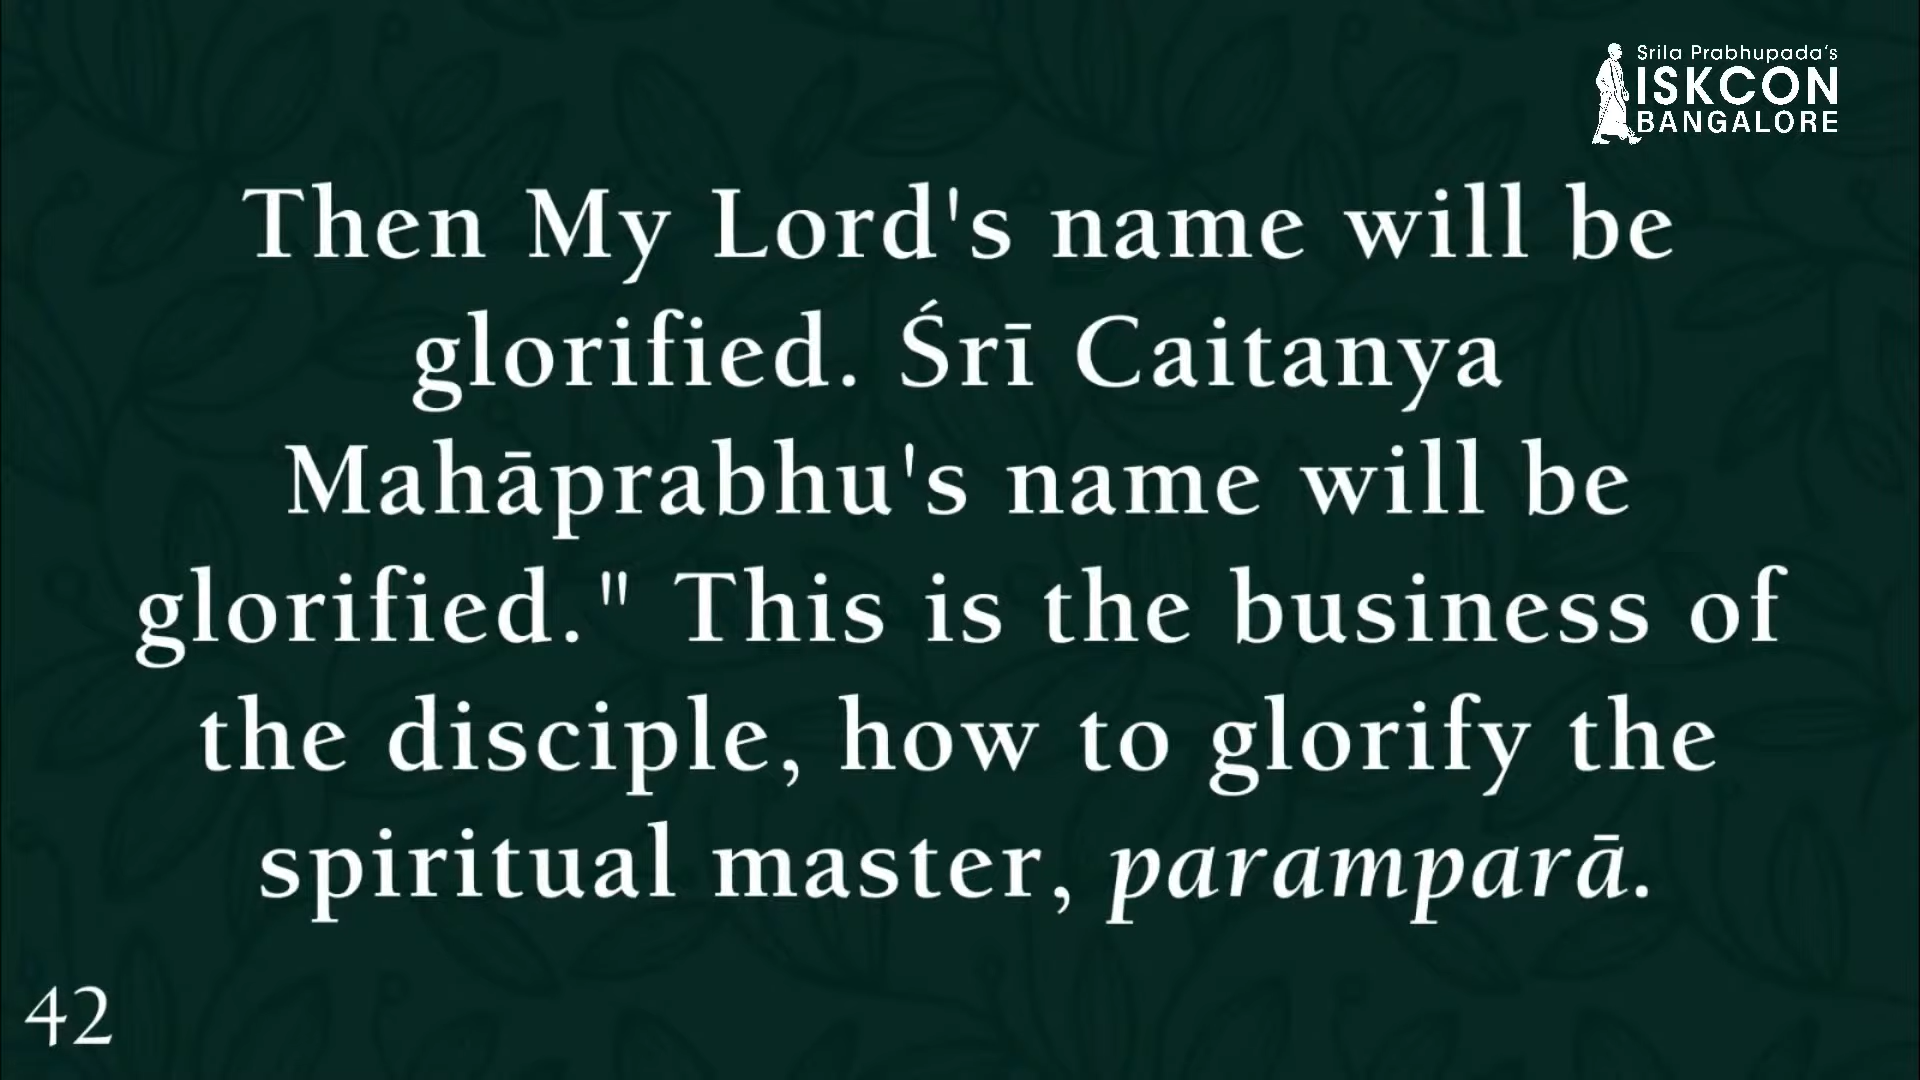 Srila Prabhupada's
ISKCON
BANGALORE
Then My Lord's name will be
glorified. Śrī Caitanya
Mahāprabhu's name will be
glorified." This is the business of
the disciple, how to glorify the
spiritual master, paramparā.
42